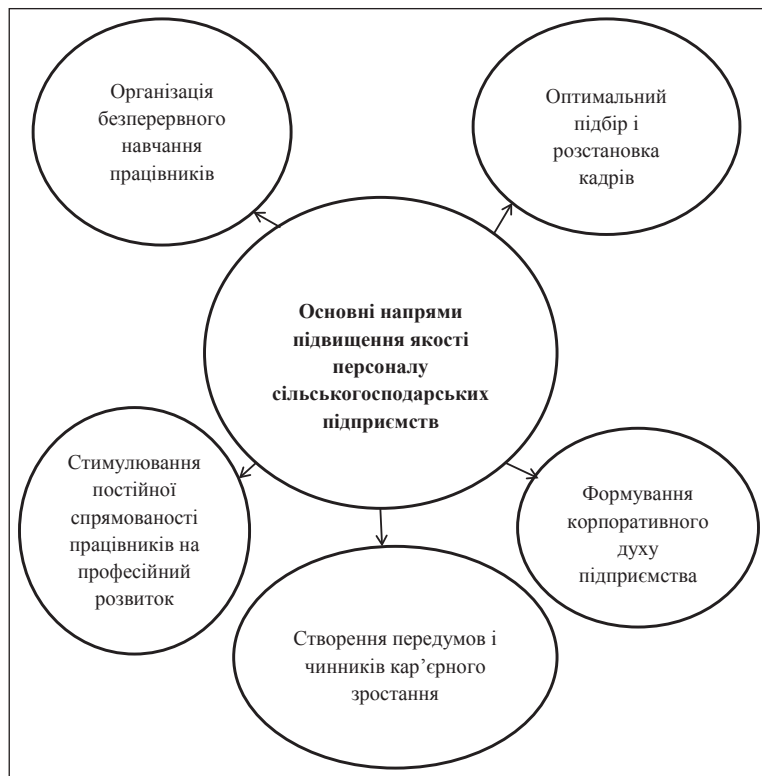 Організація
безперервного
навчання
працівників
Оптимальний
підбір і
розстановка
кадрів
Основні напрями
підвищення якості
персоналу
сільськогосподарських
підприємств
Стимулювання
постійної
спрямованості
працівників на
професійний
розвиток
Формування
корпоративного
духу
підприємства
Створення передумов і
чинників кар’єрного
зростання